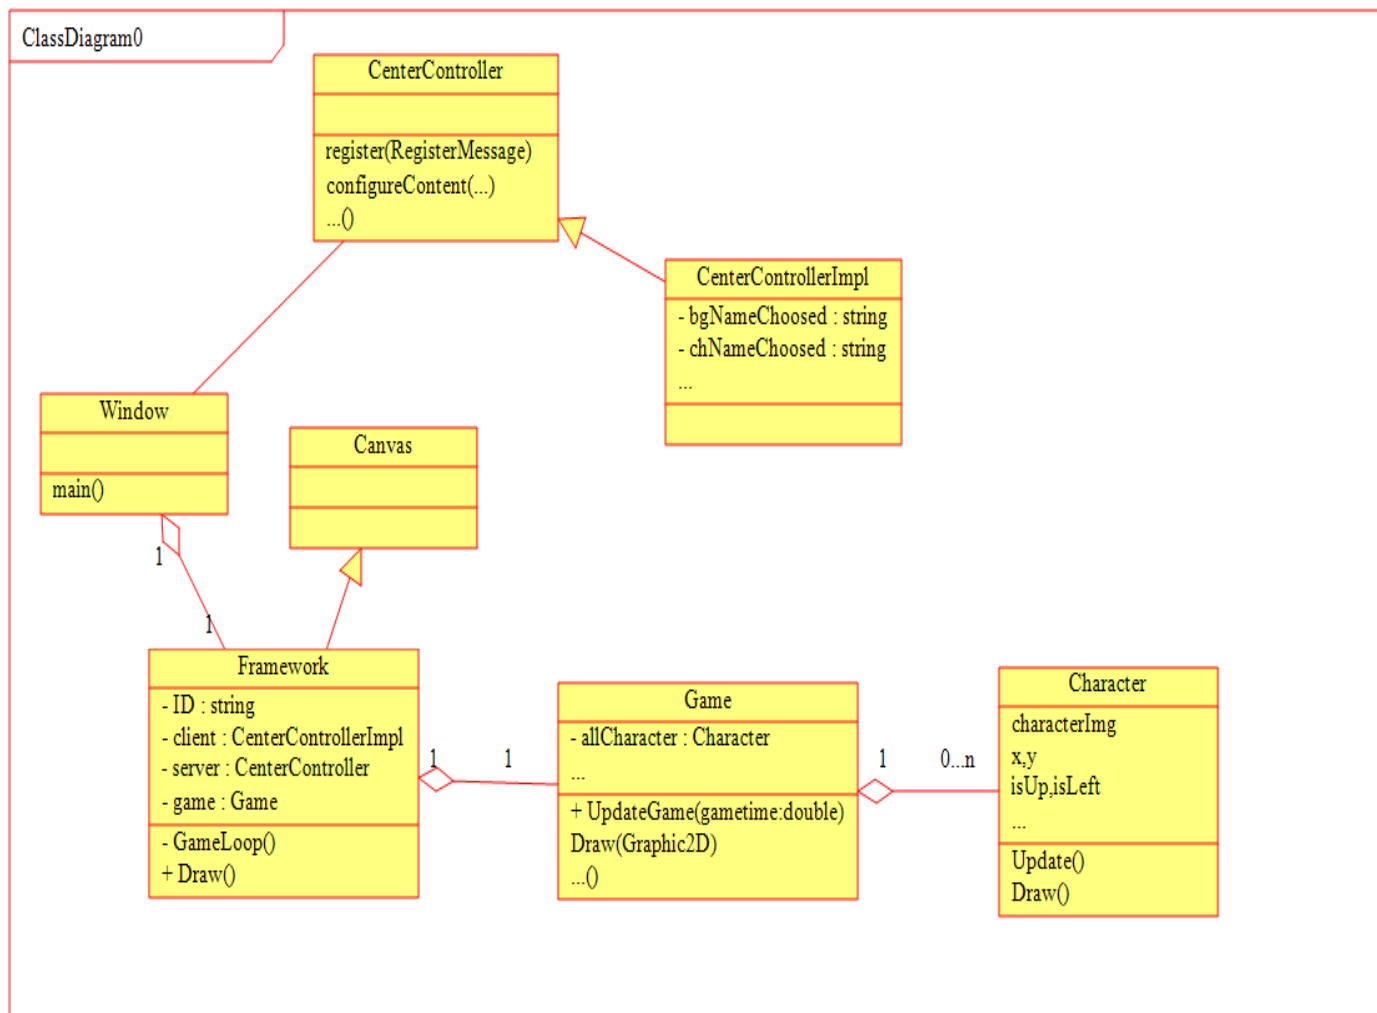 ClassDiagram0
CenterController
register(RegisterMessage)
configureContent(...)
...()
CenterControllerImpl
- bgNameChoosed : string
- chNameChoosed : string
...
Window
main()
Canvas
1
1
Framework
- ID : string
- client : CenterControllerImpl
- server : CenterController
- game : Game
- GameLoop()
+ Draw()
1
1
Game
- allCharacter : Character
...
+ UpdateGame(gametime:double)
Draw(Graphic2D)
...()
1
0...n
Character
characterImg
x,y
isUp,isLeft
...
Update()
Draw()